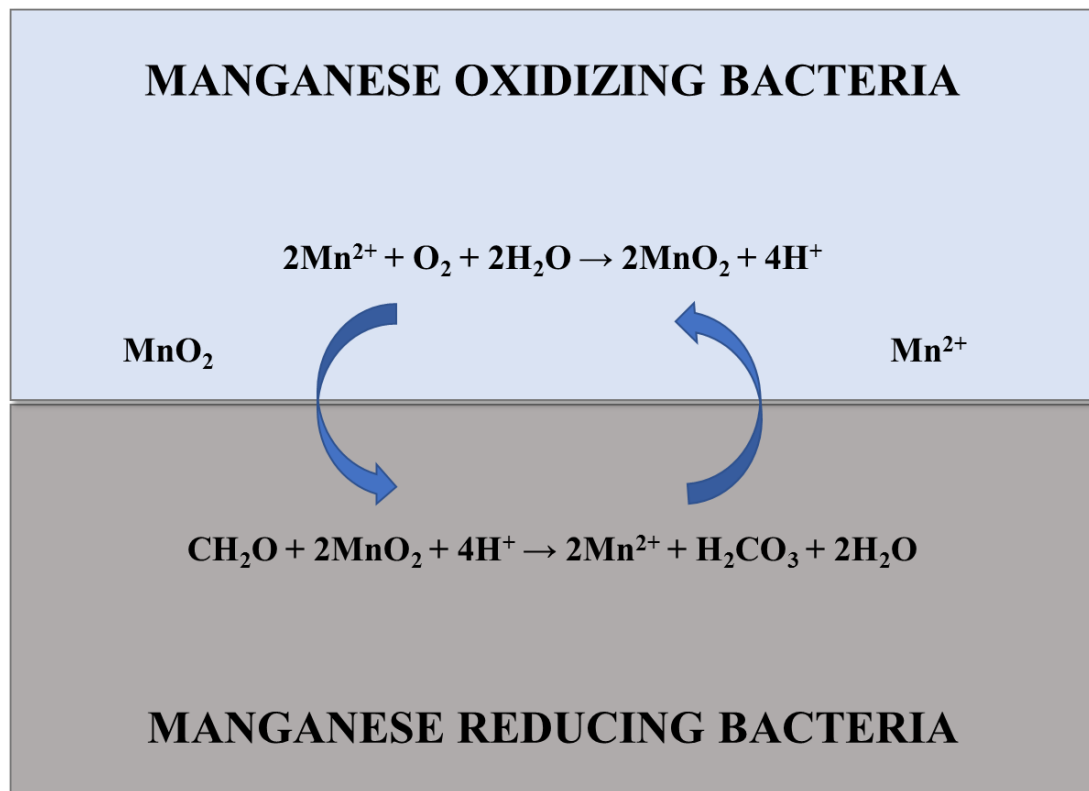 MANGANESE OXIDIZING BACTERIA
2Mn²⁺ + O₂ + 2H₂O → 2MnO₂ + 4H⁺
MnO₂ Mn²⁺
CH₂O + 2MnO₂ + 4H⁺ → 2Mn²⁺ + H₂CO₃ + 2H₂O
MANGANESE REDUCING BACTERIA